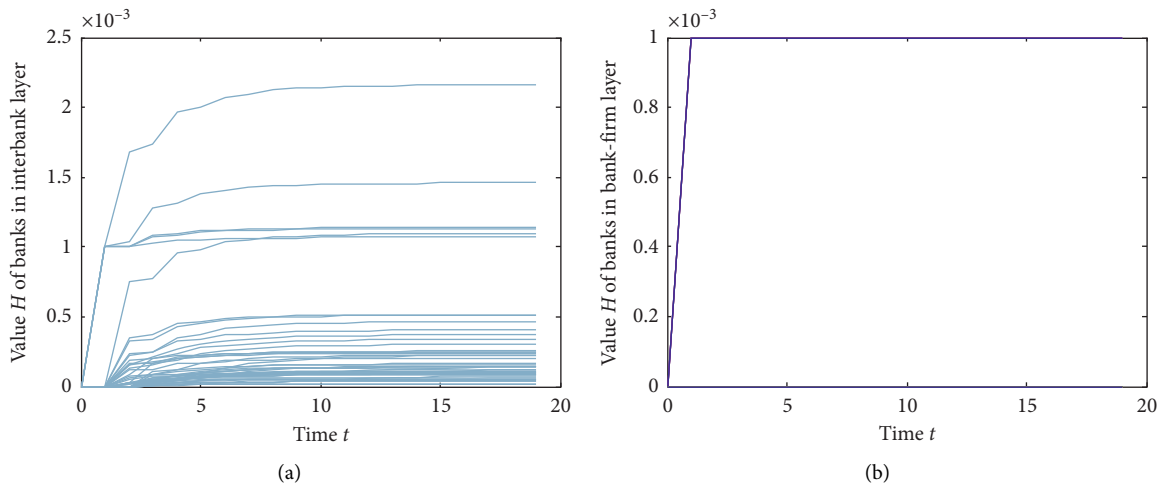 ×10⁻³
2.5
2
1.5
1
0.5
0
0 5 10 15 20
Value H of banks in interbank layer
Time t
(a)
×10⁻³
1
0.8
0.6
0.4
0.2
0
0 5 10 15 20
Value H of banks in bank-firm layer
Time t
(b)